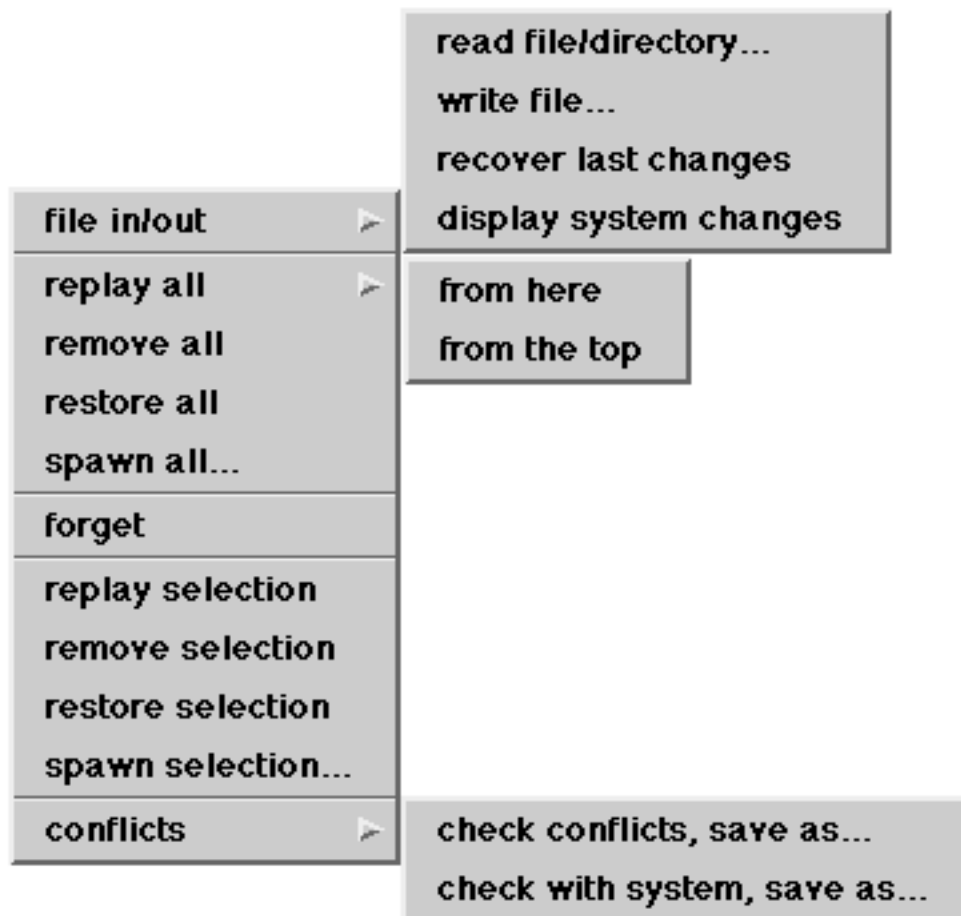 file in/out
read file/directory...
write file...
recover last changes
display system changes
replay all
from here
from the top
remove all
restore all
spawn all...
forget
replay selection
remove selection
restore selection
spawn selection...
conflicts
check conflicts, save as...
check with system, save as...